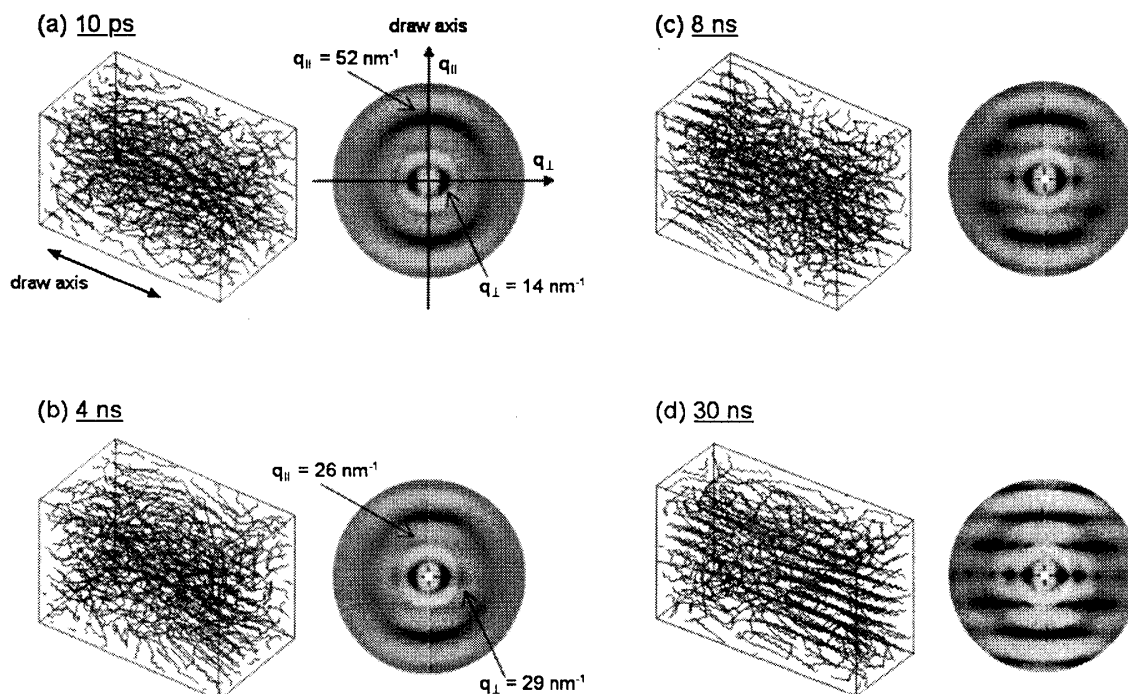 (a) 10 ps
draw axis
q∥ = 52 nm⁻¹
q∥
q⊥
q⊥ = 14 nm⁻¹
draw axis
(c) 8 ns
(b) 4 ns
q∥ = 26 nm⁻¹
q⊥ = 29 nm⁻¹
(d) 30 ns